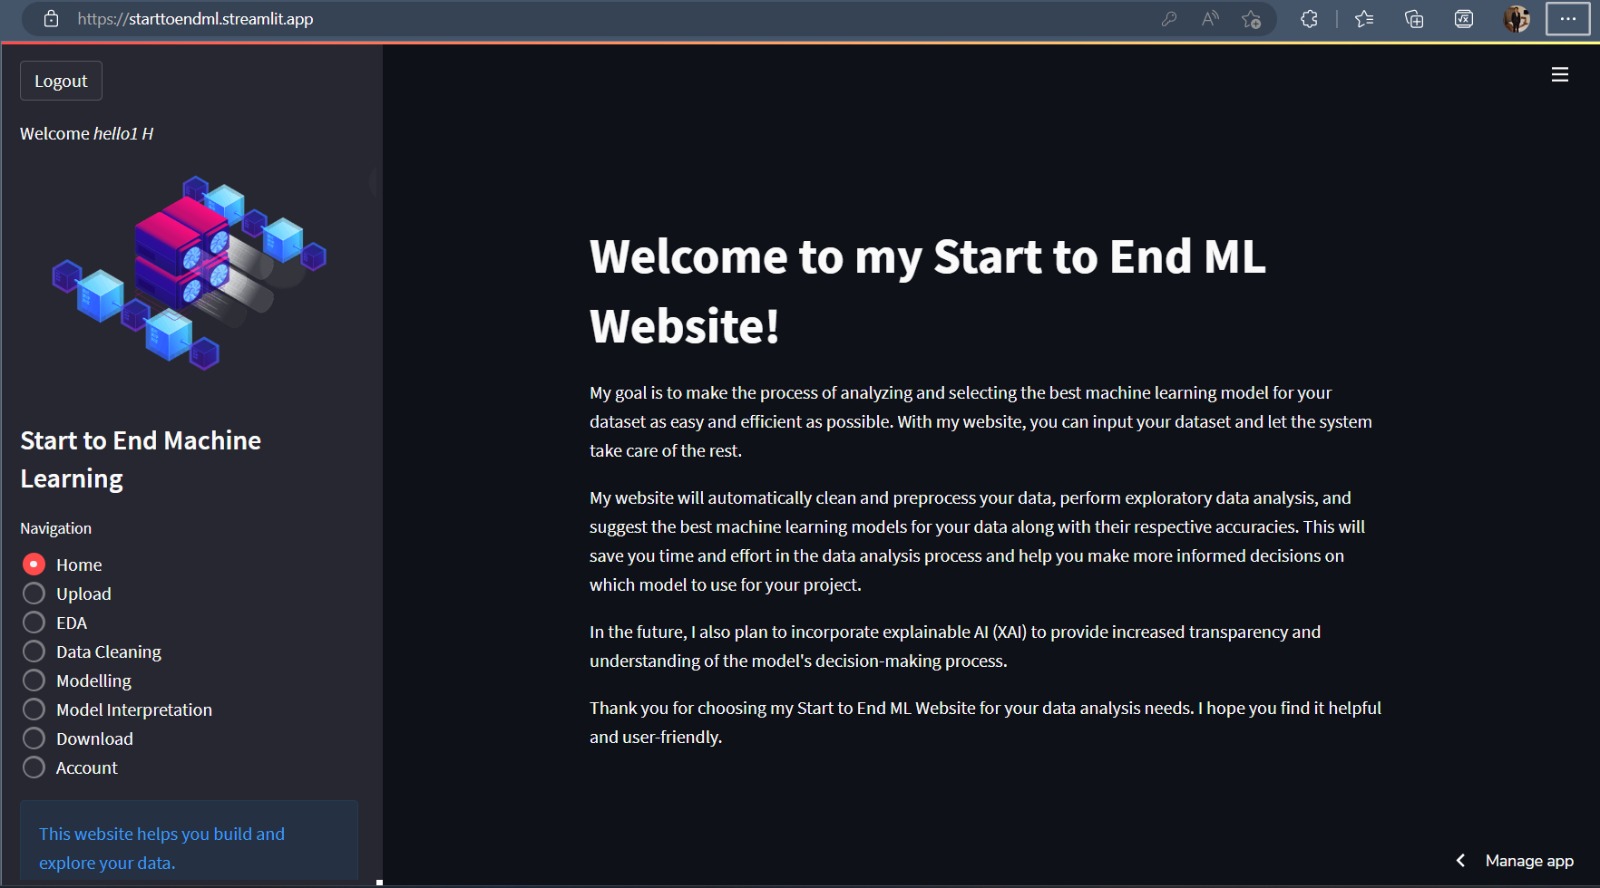 https://starttoendml.streamlit.app
Logout
Welcome hello1 H
Start to End Machine
Learning
Navigation
Home
Upload
EDA
Data Cleaning
Modelling
Model Interpretation
Download
Account
This website helps you build and
explore your data.
Welcome to my Start to End ML
Website!
My goal is to make the process of analyzing and selecting the best machine learning model for your
dataset as easy and efficient as possible. With my website, you can input your dataset and let the system
take care of the rest.
My website will automatically clean and preprocess your data, perform exploratory data analysis, and
suggest the best machine learning models for your data along with their respective accuracies. This will
save you time and effort in the data analysis process and help you make more informed decisions on
which model to use for your project.
In the future, I also plan to incorporate explainable AI (XAI) to provide increased transparency and
understanding of the model's decision-making process.
Thank you for choosing my Start to End ML Website for your data analysis needs. I hope you find it helpful
and user-friendly.
Manage app